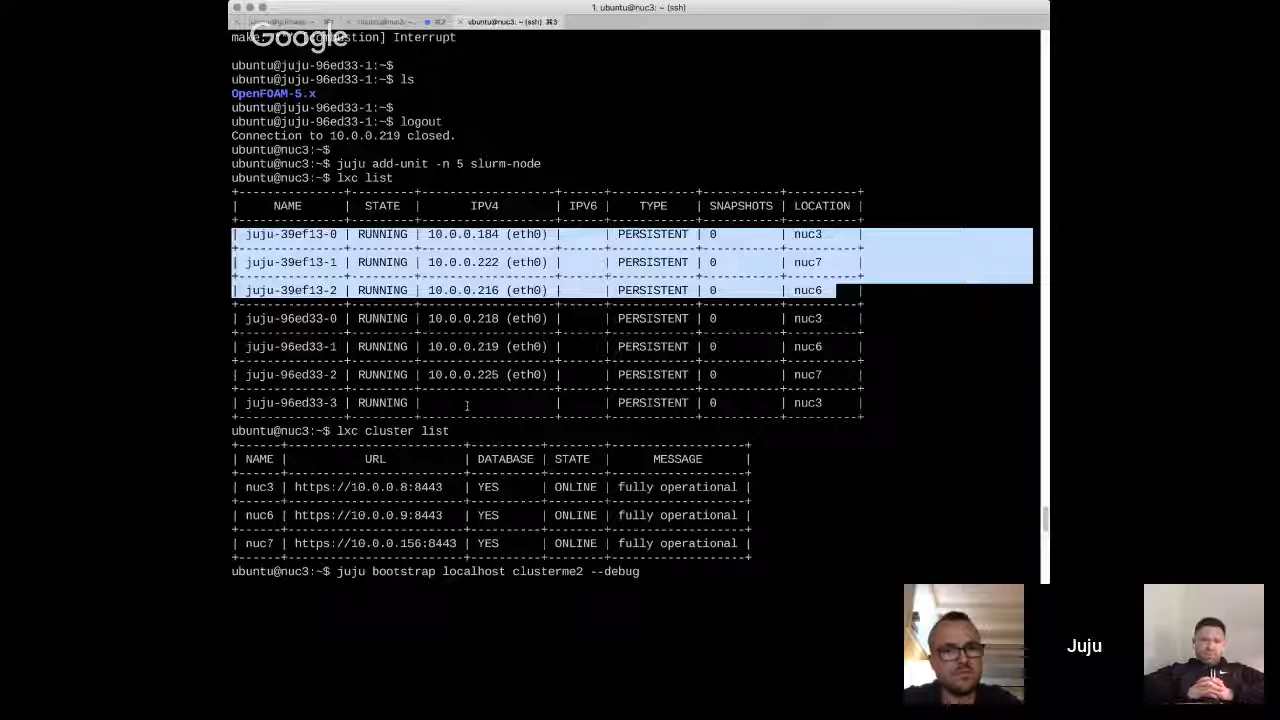 1. ubuntu@nuc3: ~ (ssh)
ubuntu@nuc3: ~ (ssh) ⌘3
Google
make: Interrupt
ubuntu@juju-96ed33-1:~$
ubuntu@juju-96ed33-1:~$ ls
OpenFOAM-5.x
ubuntu@juju-96ed33-1:~$
ubuntu@juju-96ed33-1:~$ logout
Connection to 10.0.0.219 closed.
ubuntu@nuc3:~$
ubuntu@nuc3:~$ juju add-unit -n 5 slurm-node
ubuntu@nuc3:~$ lxc list
| NAME | STATE | IPV4 | IPV6 | TYPE | SNAPSHOTS | LOCATION |
| juju-39ef13-0 | RUNNING | 10.0.0.184 (eth0) | | PERSISTENT | 0 | nuc3 |
| juju-39ef13-1 | RUNNING | 10.0.0.222 (eth0) | | PERSISTENT | 0 | nuc7 |
| juju-39ef13-2 | RUNNING | 10.0.0.216 (eth0) | | PERSISTENT | 0 | nuc6 |
| juju-96ed33-0 | RUNNING | 10.0.0.218 (eth0) | | PERSISTENT | 0 | nuc3 |
| juju-96ed33-1 | RUNNING | 10.0.0.219 (eth0) | | PERSISTENT | 0 | nuc6 |
| juju-96ed33-2 | RUNNING | 10.0.0.225 (eth0) | | PERSISTENT | 0 | nuc7 |
| juju-96ed33-3 | RUNNING | | | PERSISTENT | 0 | nuc3 |
ubuntu@nuc3:~$ lxc cluster list
| NAME | URL | DATABASE | STATE | MESSAGE |
| nuc3 | https://10.0.0.8:8443 | YES | ONLINE | fully operational |
| nuc6 | https://10.0.0.9:8443 | YES | ONLINE | fully operational |
| nuc7 | https://10.0.0.156:8443 | YES | ONLINE | fully operational |
ubuntu@nuc3:~$ juju bootstrap localhost clusterme2 --debug
Juju